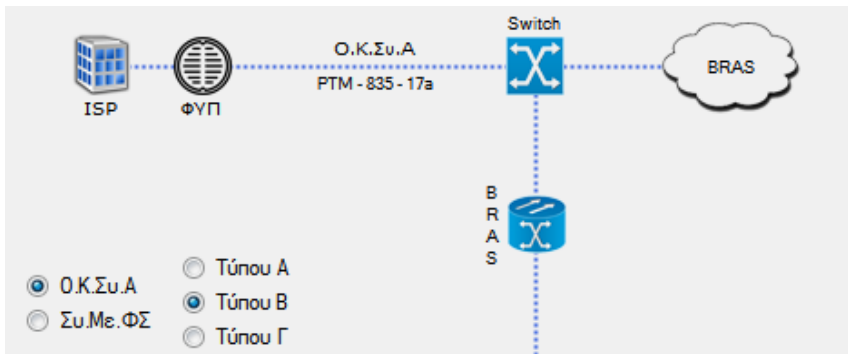 Switch
Ο.Κ.Συ.Α
BRAS
PTM - 835 - 17a
ISP
ΦΥΠ
B
R
A
S
Τύπου Α
Ο.Κ.Συ.Α
Τύπου Β
Συ.Με.ΦΣ
Τύπου Γ